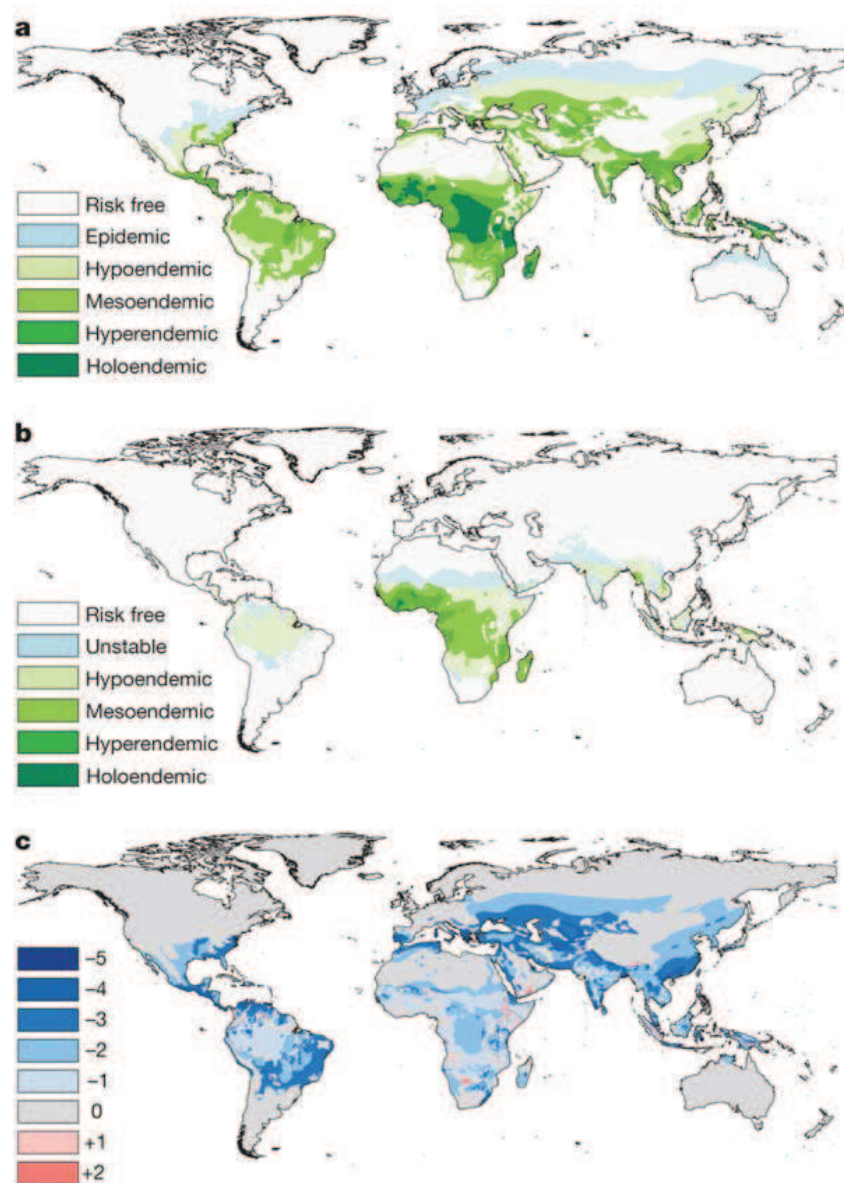 a
Risk free
Epidemic
Hypoendemic
Mesoendemic
Hyperendemic
Holoendemic
b
Risk free
Unstable
Hypoendemic
Mesoendemic
Hyperendemic
Holoendemic
c
−5
−4
−3
−2
−1
0
+1
+2